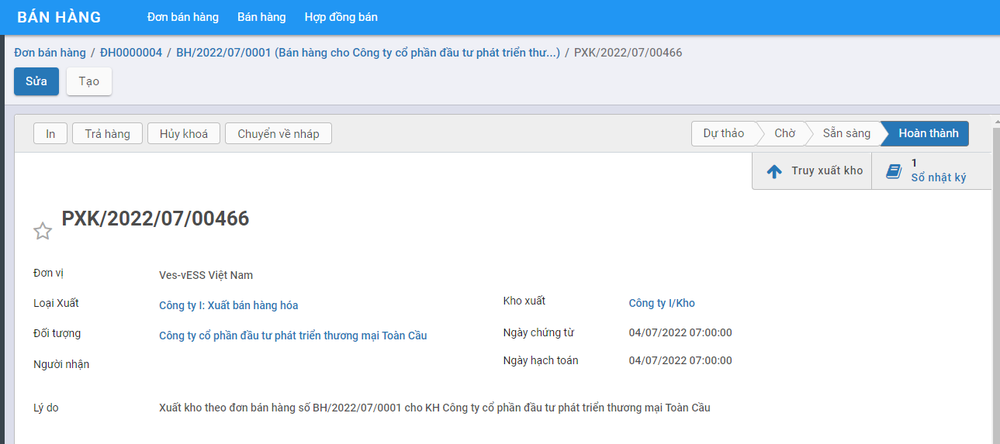 BÁN HÀNG Đơn bán hàng Bán hàng Hợp đồng bán
Đơn bán hàng / ĐH0000004 / BH/2022/07/0001 (Bán hàng cho Công ty cổ phần đầu tư phát triển thư...) / PXK/2022/07/00466
Sửa Tạo
In Trả hàng Hủy khoá Chuyển về nháp Dự thảo Chờ Sẵn sàng Hoàn thành
Truy xuất kho 1
Sổ nhật ký
PXK/2022/07/00466
Đơn vị Ves-vESS Việt Nam
Loại Xuất Công ty I: Xuất bán hàng hóa Kho xuất Công ty I/Kho
Đối tượng Công ty cổ phần đầu tư phát triển thương mại Toàn Cầu Ngày chứng từ 04/07/2022 07:00:00
Người nhận Ngày hạch toán 04/07/2022 07:00:00
Lý do Xuất kho theo đơn bán hàng số BH/2022/07/0001 cho KH Công ty cổ phần đầu tư phát triển thương mại Toàn Cầu